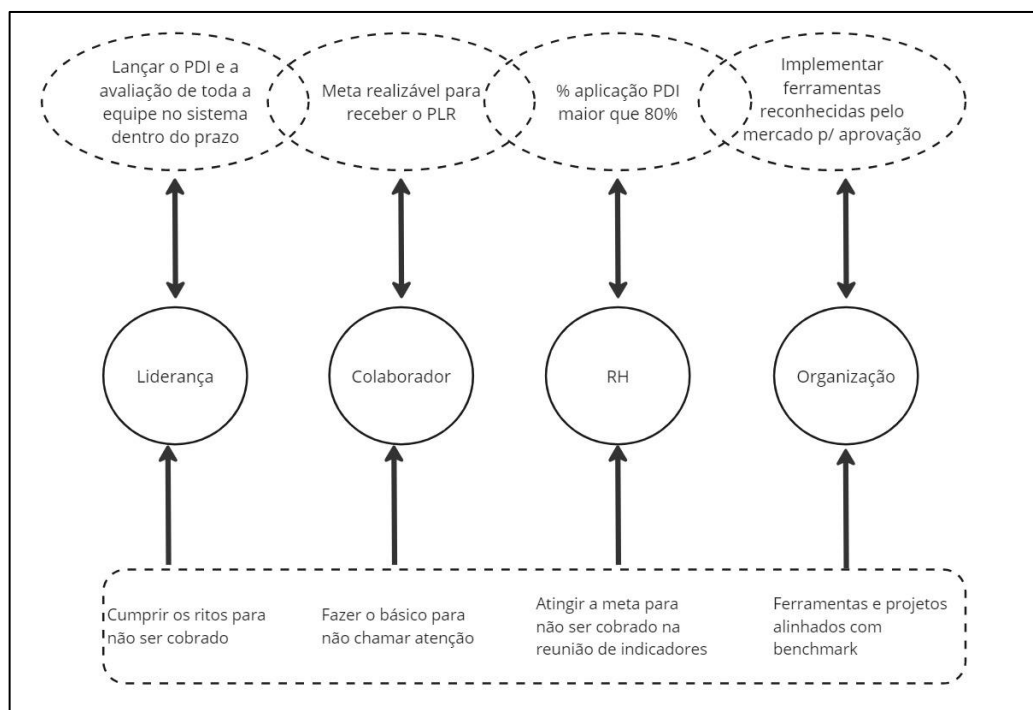 Lançar o PDI e a
avaliação de toda a
equipe no sistema
dentro do prazo
Meta realizável para
receber o PLR
% aplicação PDI
maior que 80%
Implementar
ferramentas
reconhecidas pelo
mercado p/ aprovação
Liderança
Colaborador
RH
Organização
Cumprir os ritos para
não ser cobrado
Fazer o básico para
não chamar atenção
Atingir a meta para
não ser cobrado na
reunião de indicadores
Ferramentas e projetos
alinhados com
benchmark